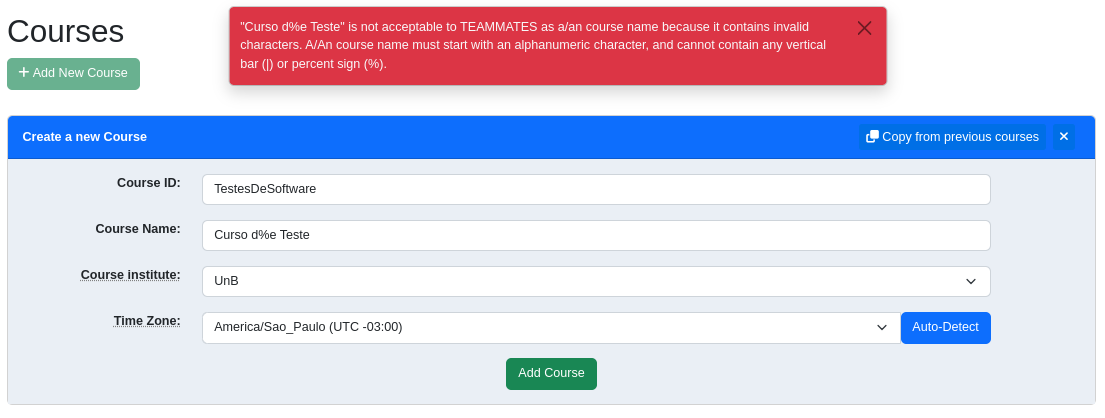 Courses
Add New Course
"Curso d%e Teste" is not acceptable to TEAMMATES as a/an course name because it contains invalid
characters. A/An course name must start with an alphanumeric character, and cannot contain any vertical
bar (|) or percent sign (%).
Create a new Course
Copy from previous courses
Course ID:
TestesDeSoftware
Course Name:
Curso d%e Teste
Course institute:
UnB
Time Zone:
America/Sao_Paulo (UTC -03:00)
Auto-Detect
Add Course